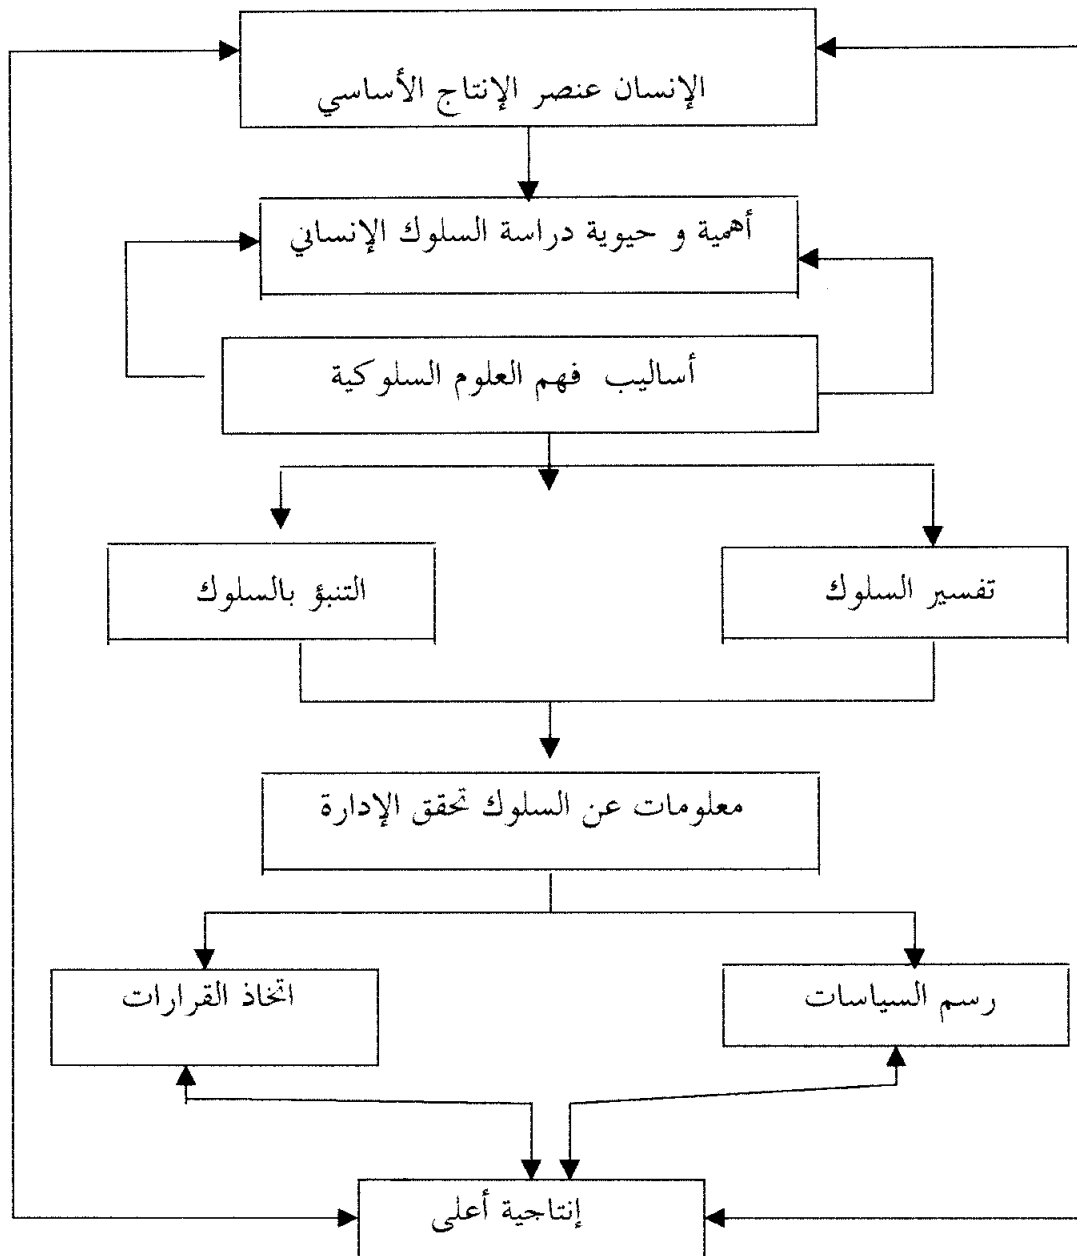 الإنسان عنصر الإنتاج الأساسي
أهمية و حيوية دراسة السلوك الإنساني
أساليب فهم العلوم السلوكية
تفسير السلوك
التنبؤ بالسلوك
معلومات عن السلوك تحقق الإدارة
رسم السياسات
اتخاذ القرارات
إنتاجية أعلى